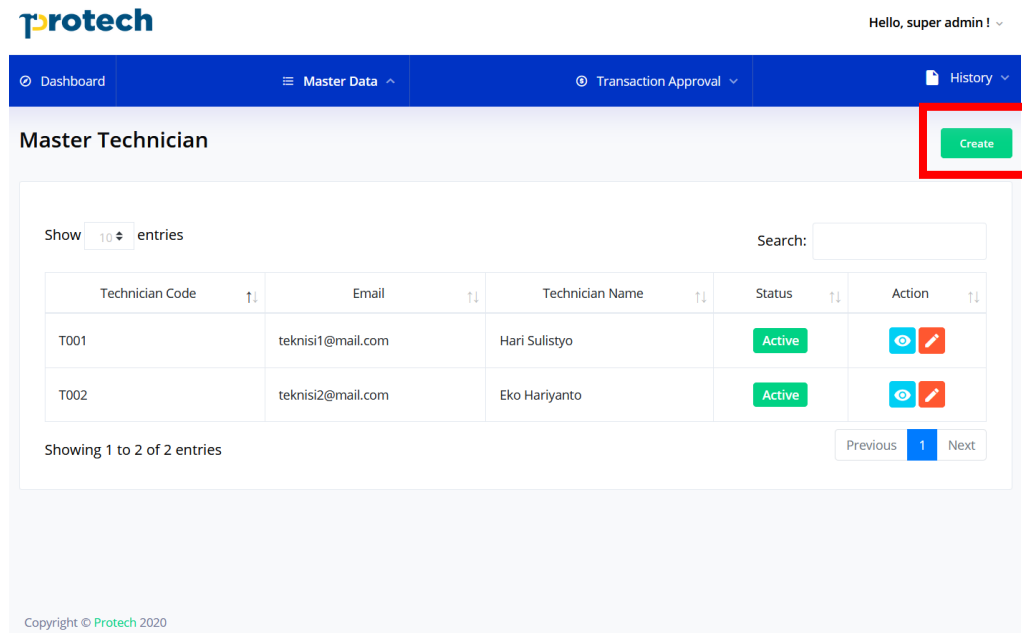 protech
Hello, super admin !
Dashboard Master Data Transaction Approval History
Master Technician
Create
Show 10 entries
Search:
Technician Code Email Technician Name Status Action
T001 teknisi1@mail.com Hari Sulistyo Active
T002 teknisi2@mail.com Eko Hariyanto Active
Showing 1 to 2 of 2 entries
Previous 1 Next
Copyright © Protech 2020